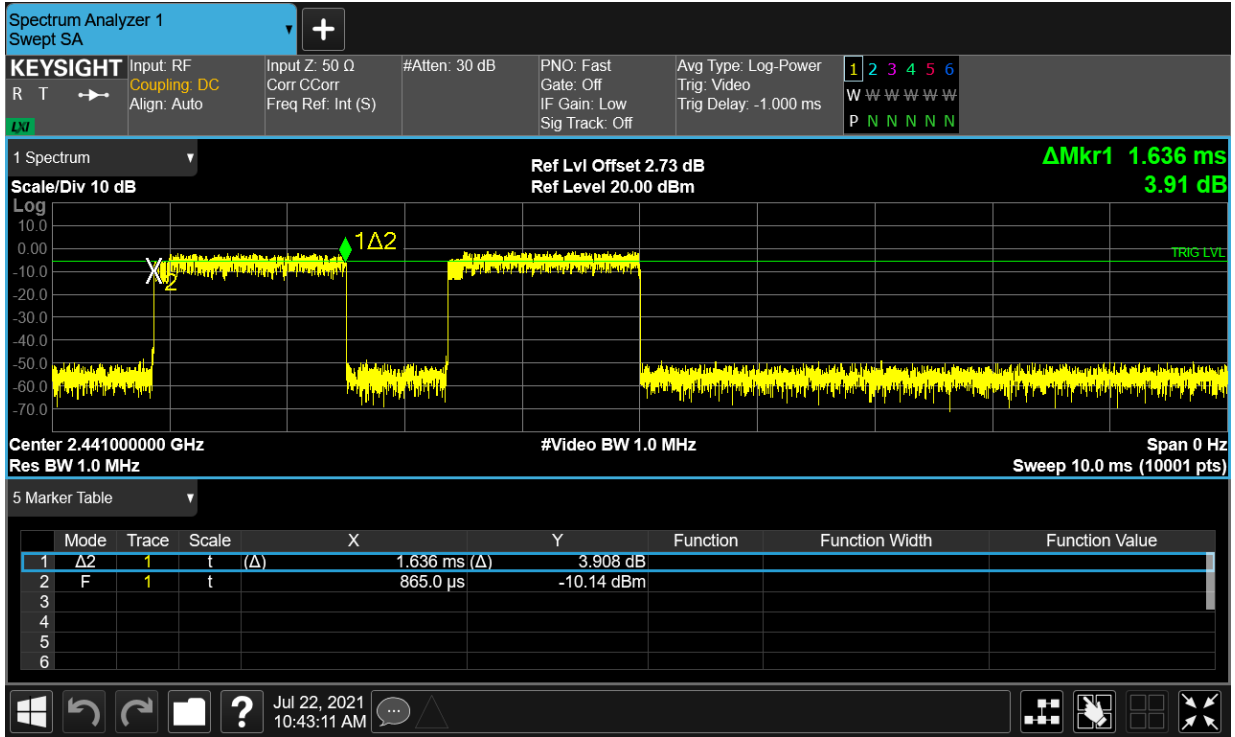 Spectrum Analyzer 1
Swept SA
KEYSIGHT
R T
LXI
Input: RF
Coupling: DC
Align: Auto
Input Z: 50 Ω
Corr CCorr
Freq Ref: Int (S)
#Atten: 30 dB
PNO: Fast
Gate: Off
IF Gain: Low
Sig Track: Off
Avg Type: Log-Power
Trig: Video
Trig Delay: -1.000 ms
1 2 3 4 5 6
W W W W W W
P N N N N N
1 Spectrum
Scale/Div 10 dB
Ref Lvl Offset 2.73 dB
Ref Level 20.00 dBm
ΔMkr1 1.636 ms
3.91 dB
Log
10.0
0.00
-10.0
-20.0
-30.0
-40.0
-50.0
-60.0
-70.0
1Δ2
X
2
TRIG LVL
Center 2.441000000 GHz
#Video BW 1.0 MHz
Span 0 Hz
Res BW 1.0 MHz
Sweep 10.0 ms (10001 pts)
5 Marker Table
Mode Trace Scale X Y Function Function Width Function Value
1 Δ2 1 t (Δ) 1.636 ms (Δ) 3.908 dB
2 F 1 t 865.0 µs -10.14 dBm
3
4
5
6
?
Jul 22, 2021
10:43:11 AM